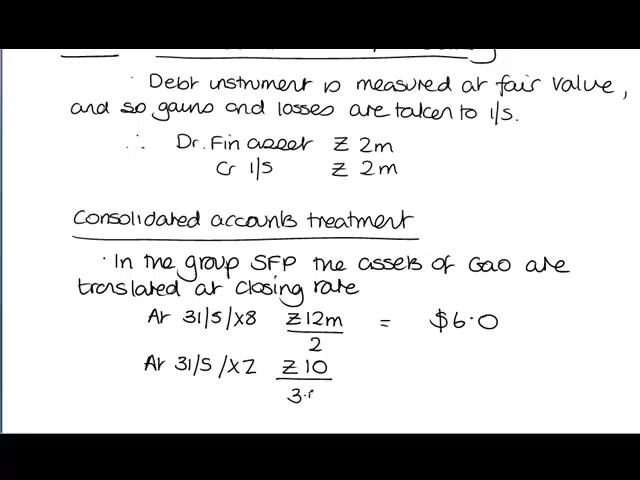 · Debt instrument is measured at fair value,
and so gains and losses are taken to I/S.
∴ Dr. Fin asset Z 2m
Cr I/S Z 2m
Consolidated accounts treatment
· In the group SFP the assets of Gao are
translated at closing rate
At 31/5/X8 Z12m = $6.0
2
At 31/5/X7 Z10
3.